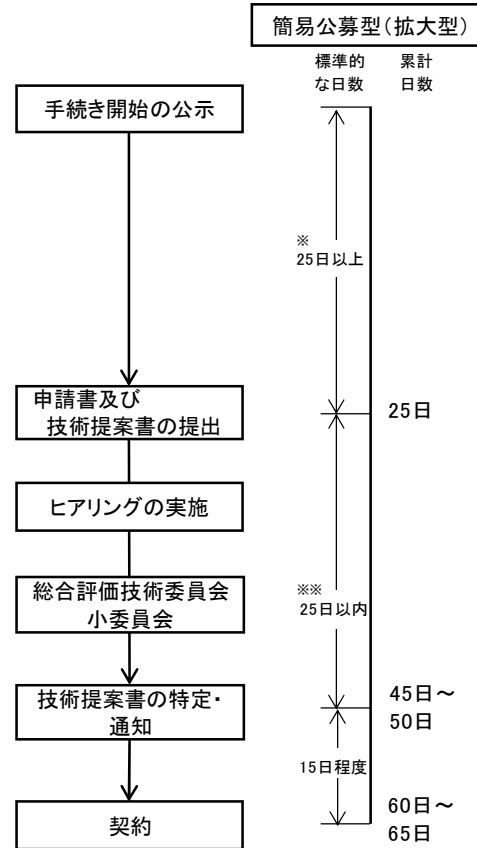 簡易公募型(拡大型)
標準的
な日数
累計
日数
手続き開始の公示
※
25日以上
申請書及び
技術提案書の提出
25日
ヒアリングの実施
総合評価技術委員会
小委員会
※※
25日以内
技術提案書の特定・
通知
45日～
50日
15日程度
契約
60日～
65日